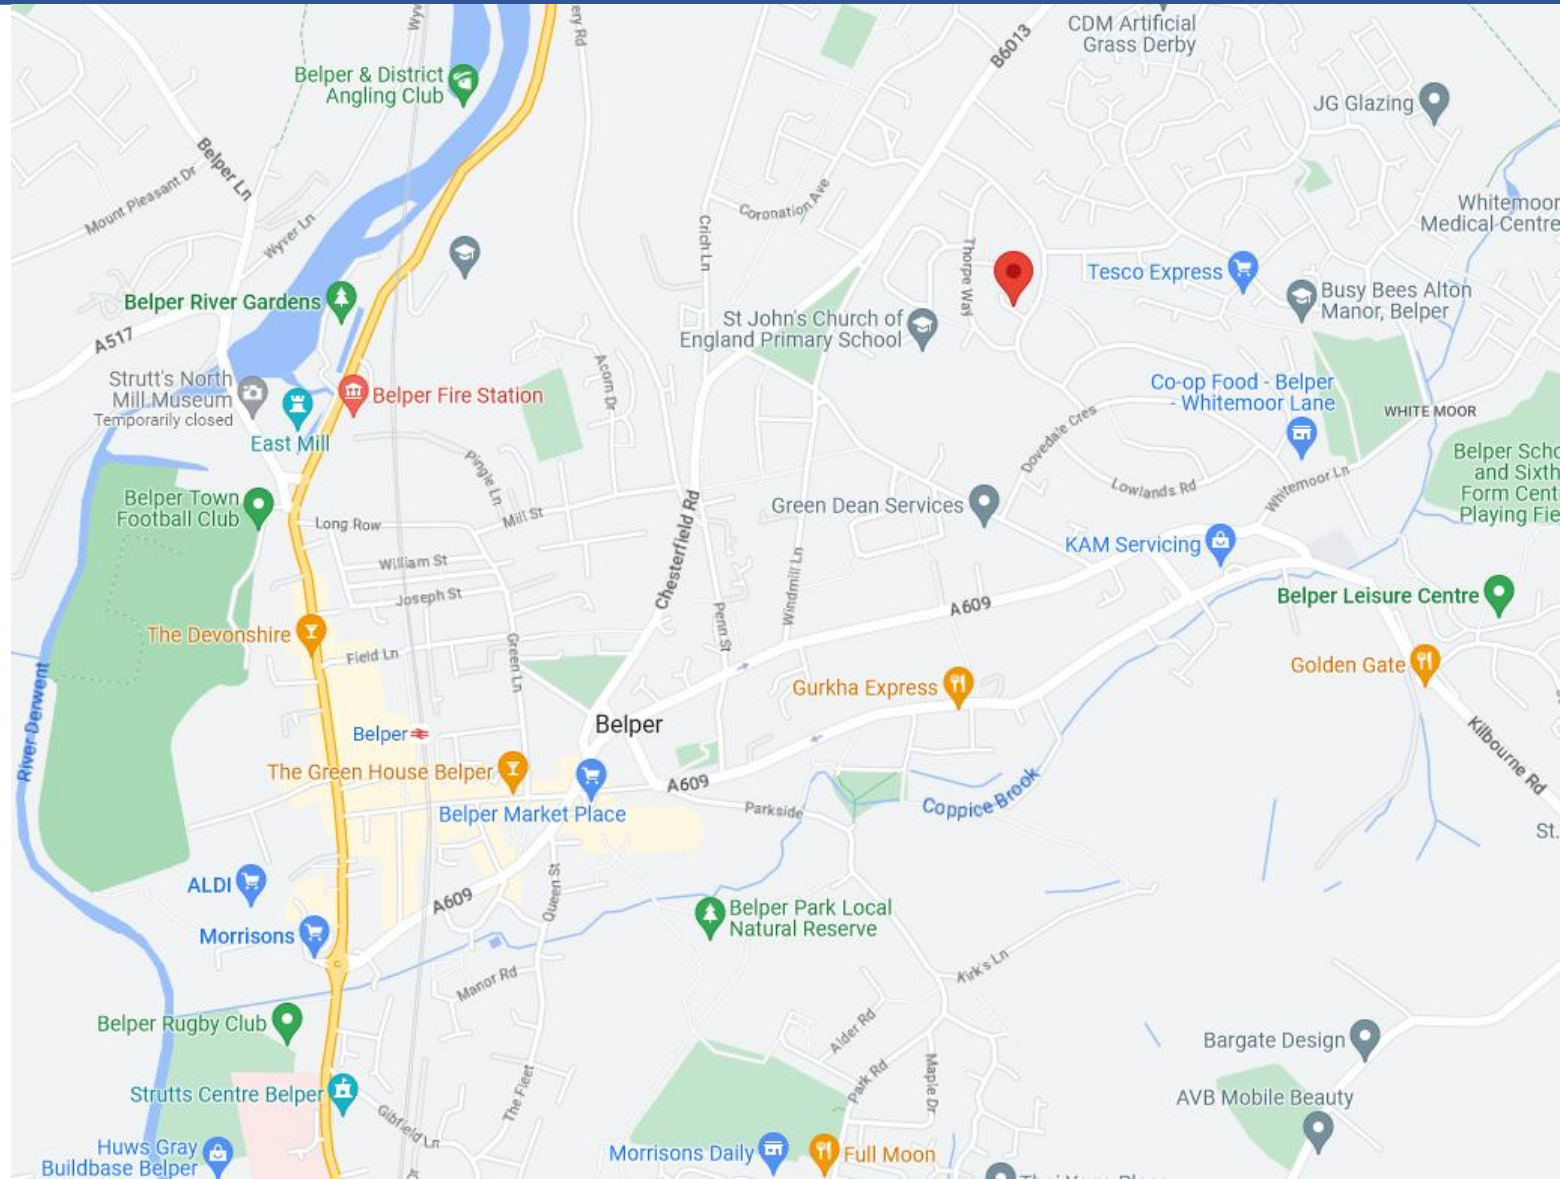 CDM Artificial
Grass Derby
B6013
Belper & District
Angling Club
JG Glazing
Belper Ln
Mount Pleasant Dr
Wyver Ln
Coronation Ave
Crich Ln
Whitemoor
Medical Centre
Thorpe Way
Tesco Express
Belper River Gardens
Busy Bees Alton
Manor, Belper
A517
St John's Church of
England Primary School
Strutt's North
Mill Museum
Temporarily closed
Belper Fire Station
East Mill
Acorn Dr
Co-op Food - Belper
- Whitemoor Lane
WHITE MOOR
Dovedale Cres
Pingle Ln
Lowlands Rd
Whitemoor Ln
Belper Scho
and Sixth
Form Cent
Playing Fie
Belper Town
Football Club
Long Row
Mill St
Green Dean Services
Chesterfield Rd
KAM Servicing
William St
Joseph St
Windmill Ln
Penn St
A609
Belper Leisure Centre
The Devonshire
Field Ln
Green Ln
Gurkha Express
Golden Gate
River Derwent
Belper
Belper
Kilbourne Rd
The Green House Belper
A609
Belper Market Place
Parkside
Coppice Brook
St.
ALDI
A609
Queen St
Belper Park Local
Natural Reserve
Morrisons
Manor Rd
Kirk's Ln
Belper Rugby Club
Alder Rd
Bargate Design
Park Rd
Maple Dr
Strutts Centre Belper
The Fleet
Gibfield Ln
AVB Mobile Beauty
Huws Gray
Buildbase Belper
Morrisons Daily
Full Moon